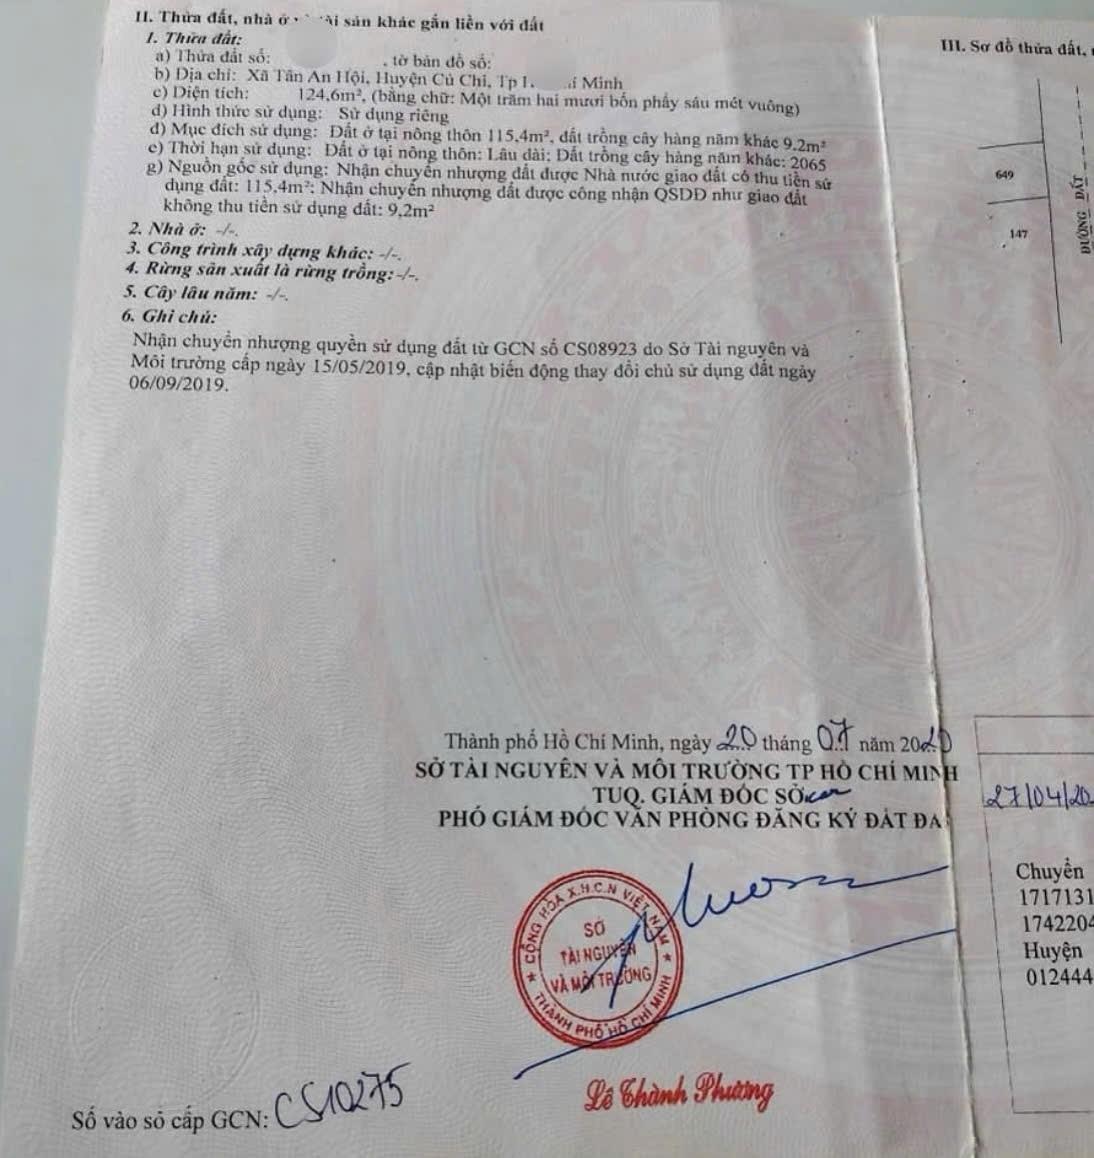 II. Thửa đất, nhà ở tài sản khác gắn liền với đất
1. Thửa đất:
a) Thửa đất số: , tờ bản đồ số:
b) Địa chỉ: Xã Tân An Hội, Huyện Củ Chi, Tp Minh
c) Diện tích: 124,6m², (bằng chữ: Một trăm hai mươi bốn phẩy sáu mét vuông)
d) Hình thức sử dụng: Sử dụng riêng
đ) Mục đích sử dụng: Đất ở tại nông thôn 115,4m², đất trồng cây hàng năm khác 9.2m²
e) Thời hạn sử dụng: Đất ở tại nông thôn: Lâu dài; Đất trồng cây hàng năm khác: 2065
g) Nguồn gốc sử dụng: Nhận chuyển nhượng đất được Nhà nước giao đất có thu tiền sử
dụng đất: 115,4m²; Nhận chuyển nhượng đất được công nhận QSDĐ như giao đất
không thu tiền sử dụng đất: 9,2m²
2. Nhà ở: -/-.
3. Công trình xây dựng khác: -/-.
4. Rừng sản xuất là rừng trồng: -/-.
5. Cây lâu năm: -/-.
6. Ghi chú:
Nhận chuyển nhượng quyền sử dụng đất từ GCN số CS08923 do Sở Tài nguyên và
Môi trường cấp ngày 15/05/2019, cập nhật biến động thay đổi chủ sử dụng đất ngày
06/09/2019.
Thành phố Hồ Chí Minh, ngày 20 tháng 07 năm 2020
SỞ TÀI NGUYÊN VÀ MÔI TRƯỜNG TP HỒ CHÍ MINH
TUQ. GIÁM ĐỐC SỞ
PHÓ GIÁM ĐỐC VĂN PHÒNG ĐĂNG KÝ ĐẤT ĐA
CỘNG HÒA X.H.C.N VIỆT NAM
SỞ
TÀI NGUYÊN
VÀ MÔI TRƯỜNG
THÀNH PHỐ HỒ CHÍ MINH
Lê Thành Phương
Số vào sổ cấp GCN: CS10275
III. Sơ đồ thửa đất,
649
147
ĐƯỜNG ĐẤT
27/04/20
Chuyển
1717131
1742204
Huyện
012444